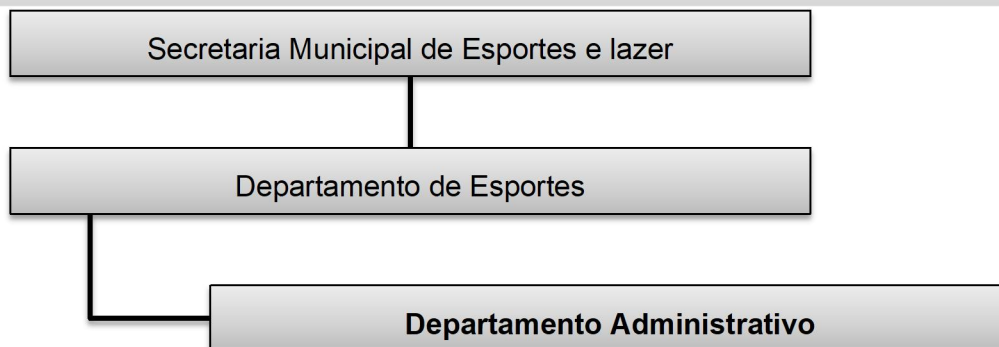 Secretaria Municipal de Esportes e lazer
Departamento de Esportes
Departamento Administrativo